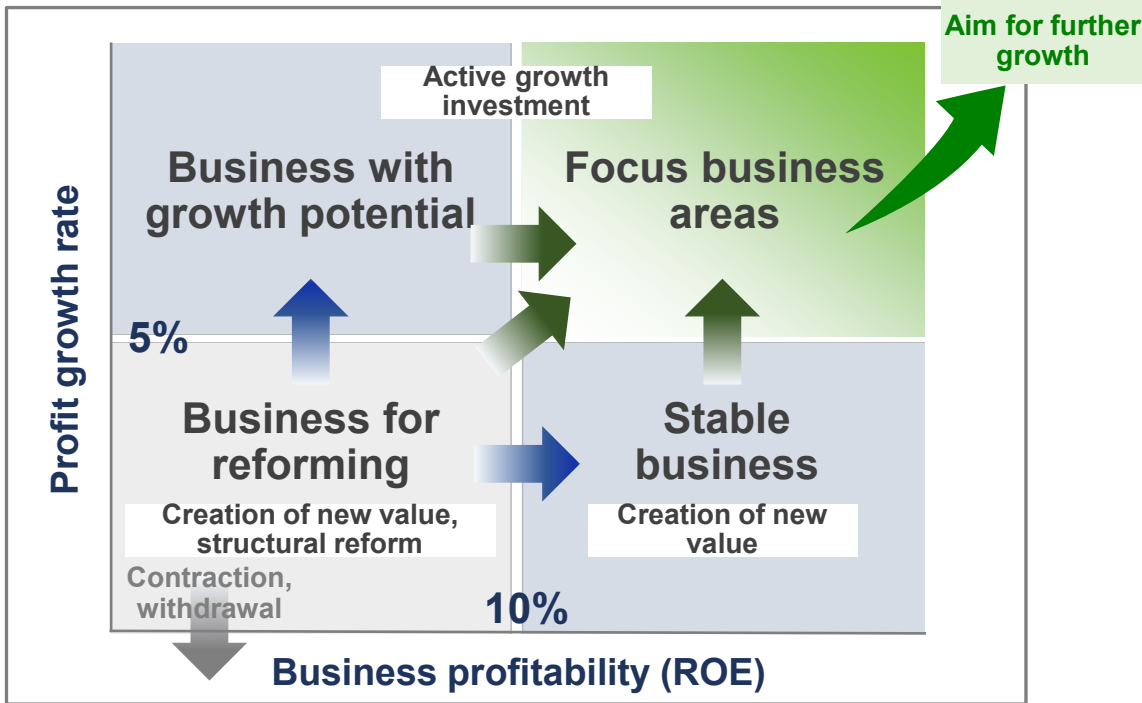 Aim for further
growth
Active growth
investment
Business with
growth potential
Focus business
areas
Profit growth rate
5%
Business for
reforming
Stable
business
Creation of new value,
structural reform
Creation of new
value
Contraction,
withdrawal
10%
Business profitability (ROE)